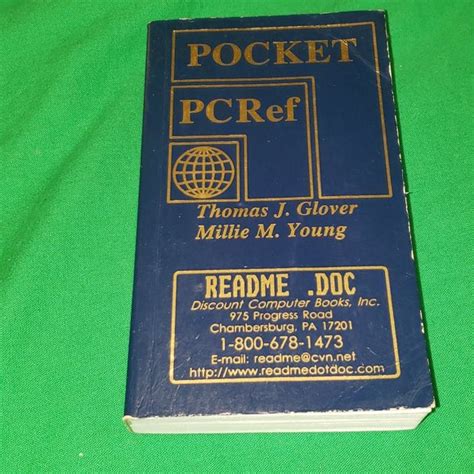 POCKET
PCRef
Thomas J. Glover
Millie M. Young
README .DOC
Discount Computer Books, Inc.
975 Progress Road
Chambersburg, PA 17201
1-800-678-1473
E-mail: readme@cvn.net
http://www.readmedotdoc.com